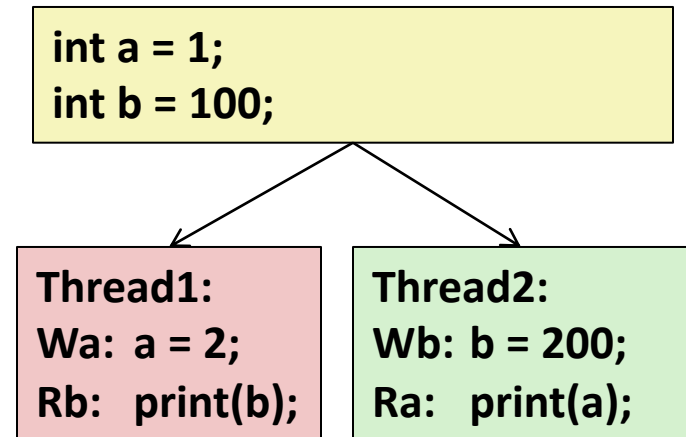 int a = 1;
int b = 100;
Thread1:
Wa: a = 2;
Rb: print(b);
Thread2:
Wb: b = 200;
Ra: print(a);